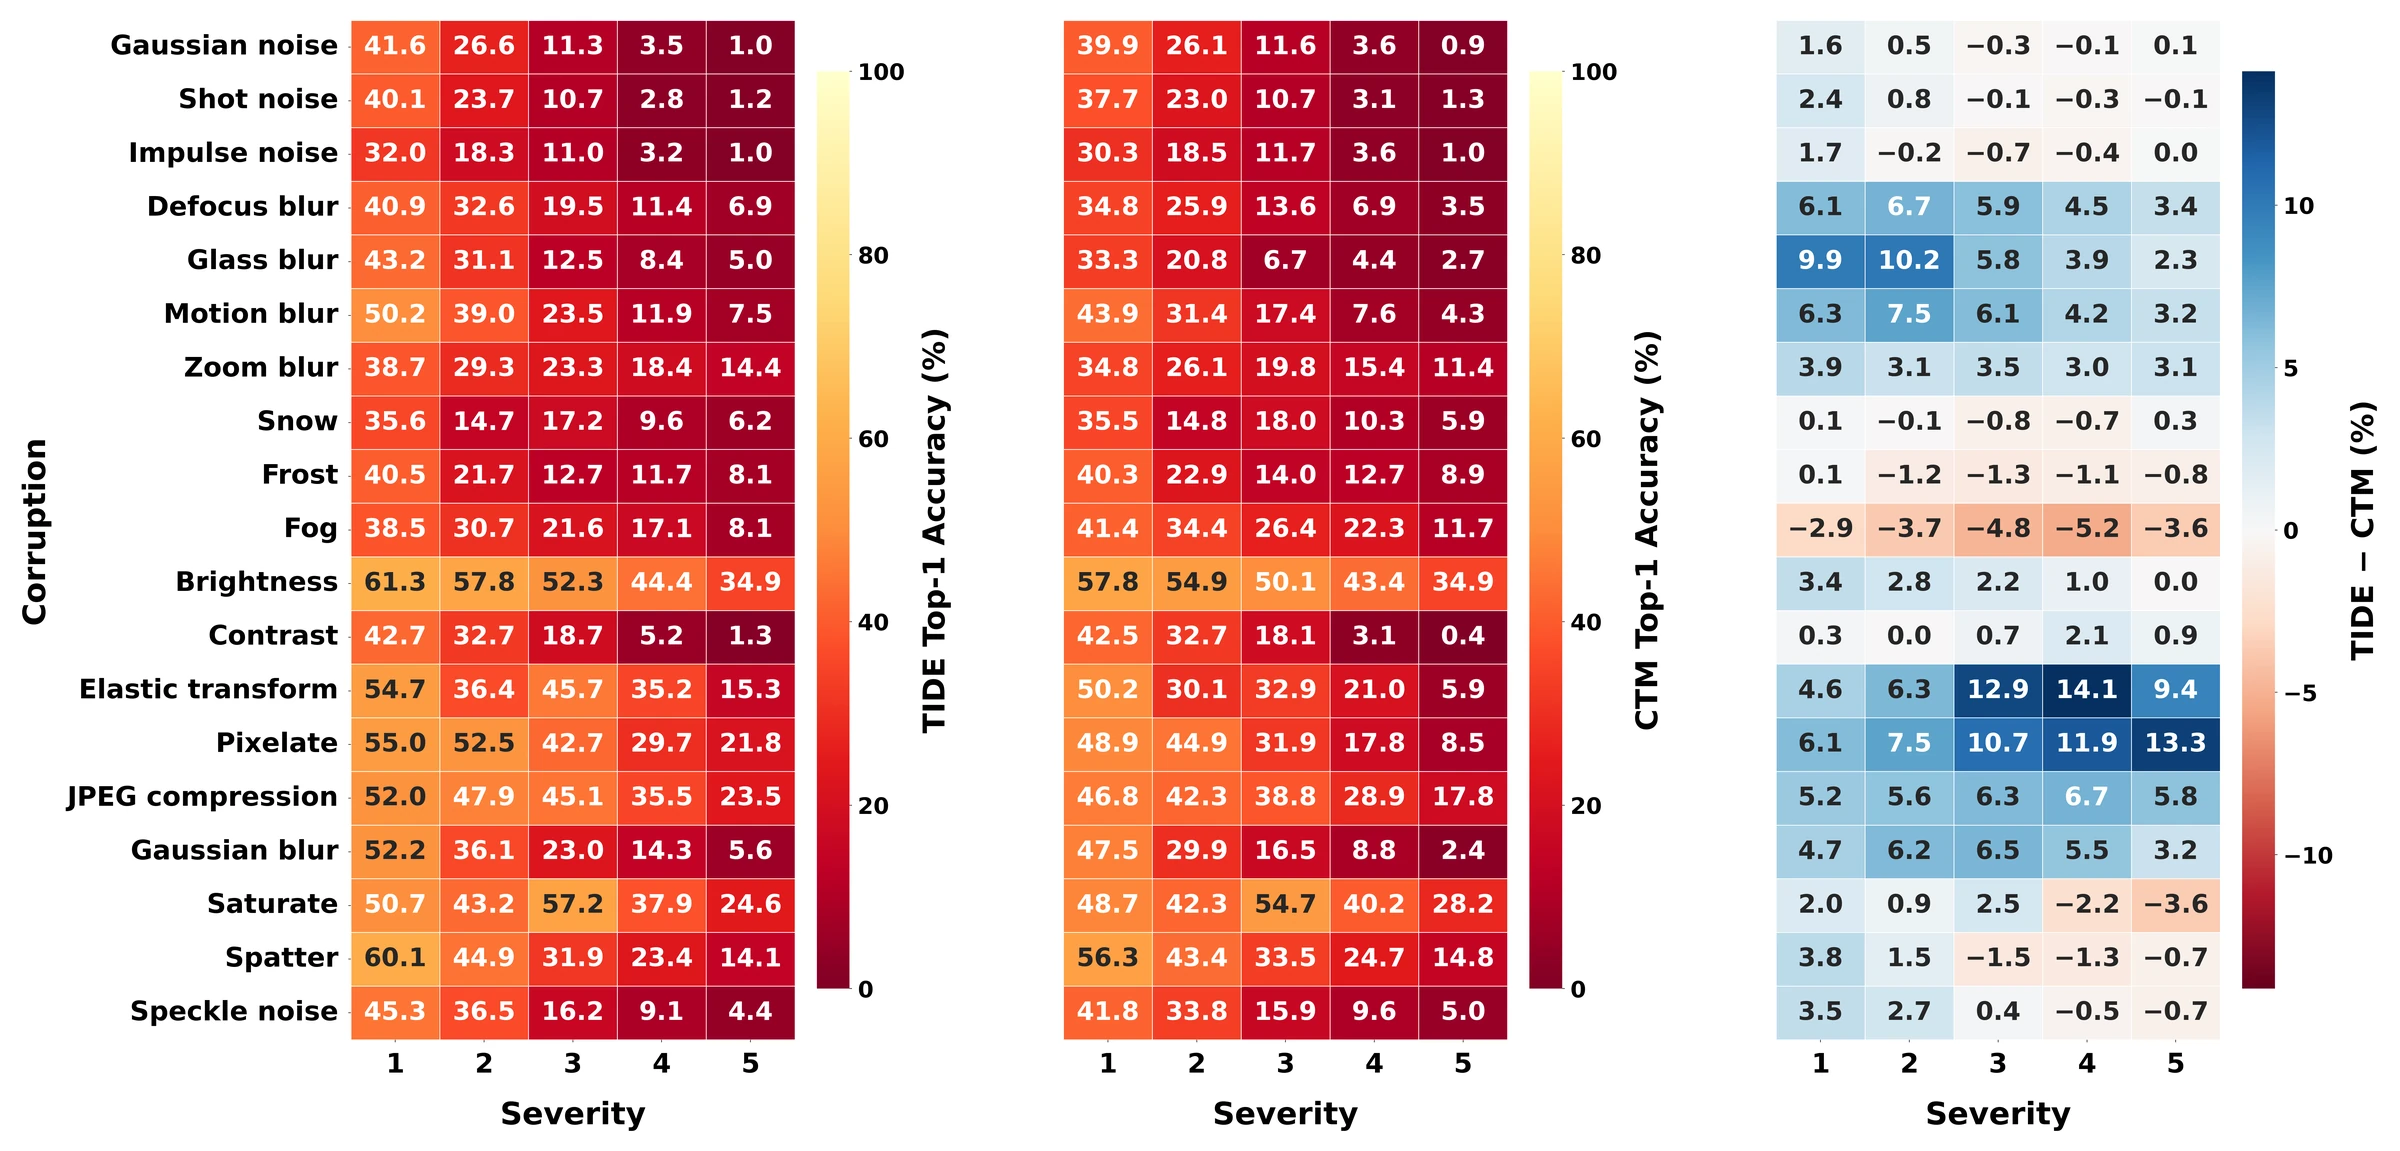 Gaussian noise 41.6 26.6 11.3 3.5 1.0 39.9 26.1 11.6 3.6 0.9 1.6 0.5 −0.3 −0.1 0.1
100 100
Shot noise 40.1 23.7 10.7 2.8 1.2 37.7 23.0 10.7 3.1 1.3 2.4 0.8 −0.1 −0.3 −0.1
Impulse noise 32.0 18.3 11.0 3.2 1.0 30.3 18.5 11.7 3.6 1.0 1.7 −0.2 −0.7 −0.4 0.0
Defocus blur 40.9 32.6 19.5 11.4 6.9 34.8 25.9 13.6 6.9 3.5 6.1 6.7 5.9 4.5 3.4 10
Glass blur 43.2 31.1 12.5 8.4 5.0 80 33.3 20.8 6.7 4.4 2.7 80 9.9 10.2 5.8 3.9 2.3
Motion blur 50.2 39.0 23.5 11.9 7.5 43.9 31.4 17.4 7.6 4.3 6.3 7.5 6.1 4.2 3.2
Zoom blur 38.7 29.3 23.3 18.4 14.4 34.8 26.1 19.8 15.4 11.4 3.9 3.1 3.5 3.0 3.1 5
Snow 35.6 14.7 17.2 9.6 6.2 60 35.5 14.8 18.0 10.3 5.9 60 0.1 −0.1 −0.8 −0.7 0.3
Frost 40.5 21.7 12.7 11.7 8.1 40.3 22.9 14.0 12.7 8.9 0.1 −1.2 −1.3 −1.1 −0.8
Fog 38.5 30.7 21.6 17.1 8.1 41.4 34.4 26.4 22.3 11.7 −2.9 −3.7 −4.8 −5.2 −3.6 0
Corruption
TIDE Top-1 Accuracy (%)
CTM Top-1 Accuracy (%)
TIDE − CTM (%)
Brightness 61.3 57.8 52.3 44.4 34.9 57.8 54.9 50.1 43.4 34.9 3.4 2.8 2.2 1.0 0.0
Contrast 42.7 32.7 18.7 5.2 1.3 40 42.5 32.7 18.1 3.1 0.4 40 0.3 0.0 0.7 2.1 0.9
Elastic transform 54.7 36.4 45.7 35.2 15.3 50.2 30.1 32.9 21.0 5.9 4.6 6.3 12.9 14.1 9.4 −5
Pixelate 55.0 52.5 42.7 29.7 21.8 48.9 44.9 31.9 17.8 8.5 6.1 7.5 10.7 11.9 13.3
JPEG compression 52.0 47.9 45.1 35.5 23.5 20 46.8 42.3 38.8 28.9 17.8 20 5.2 5.6 6.3 6.7 5.8
Gaussian blur 52.2 36.1 23.0 14.3 5.6 47.5 29.9 16.5 8.8 2.4 4.7 6.2 6.5 5.5 3.2 −10
Saturate 50.7 43.2 57.2 37.9 24.6 48.7 42.3 54.7 40.2 28.2 2.0 0.9 2.5 −2.2 −3.6
Spatter 60.1 44.9 31.9 23.4 14.1 56.3 43.4 33.5 24.7 14.8 3.8 1.5 −1.5 −1.3 −0.7
0 0
Speckle noise 45.3 36.5 16.2 9.1 4.4 41.8 33.8 15.9 9.6 5.0 3.5 2.7 0.4 −0.5 −0.7
1 2 3 4 5 1 2 3 4 5 1 2 3 4 5
Severity Severity Severity